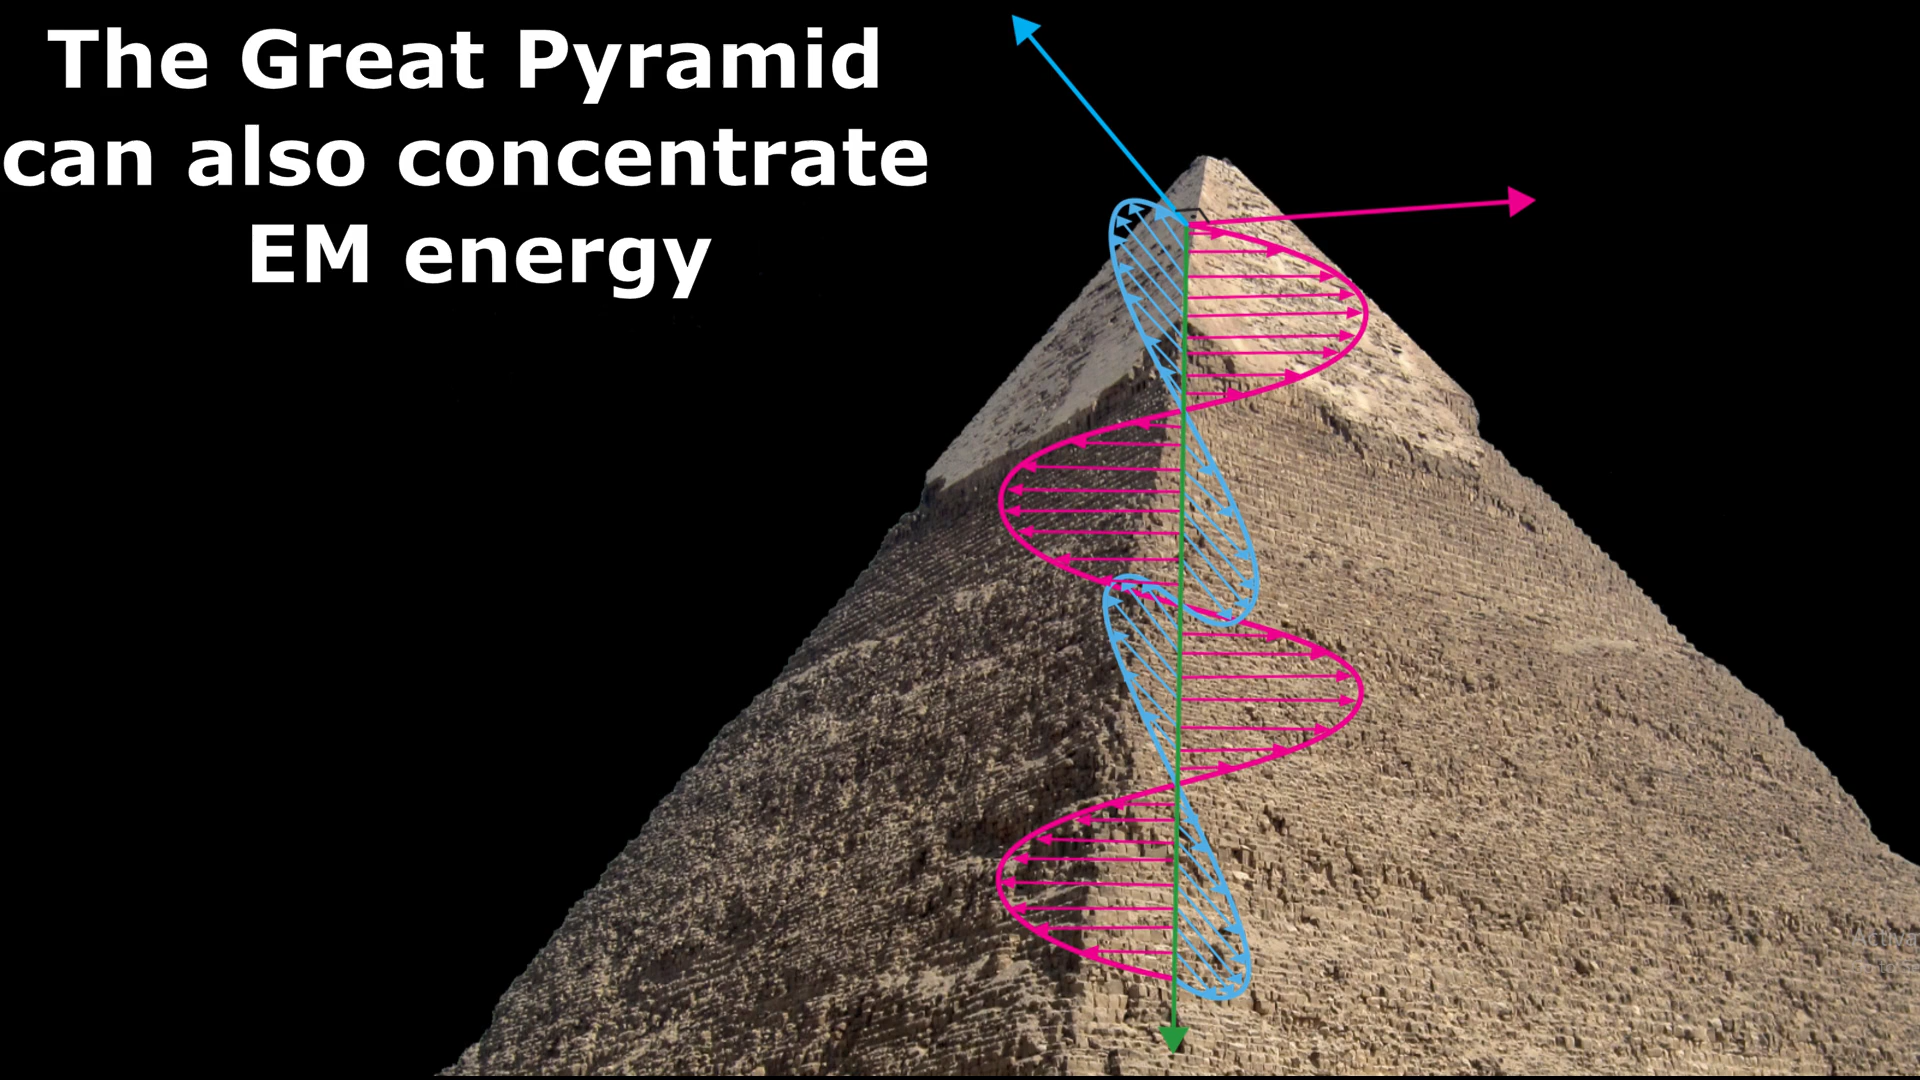 The Great Pyramid
can also concentrate
EM energy